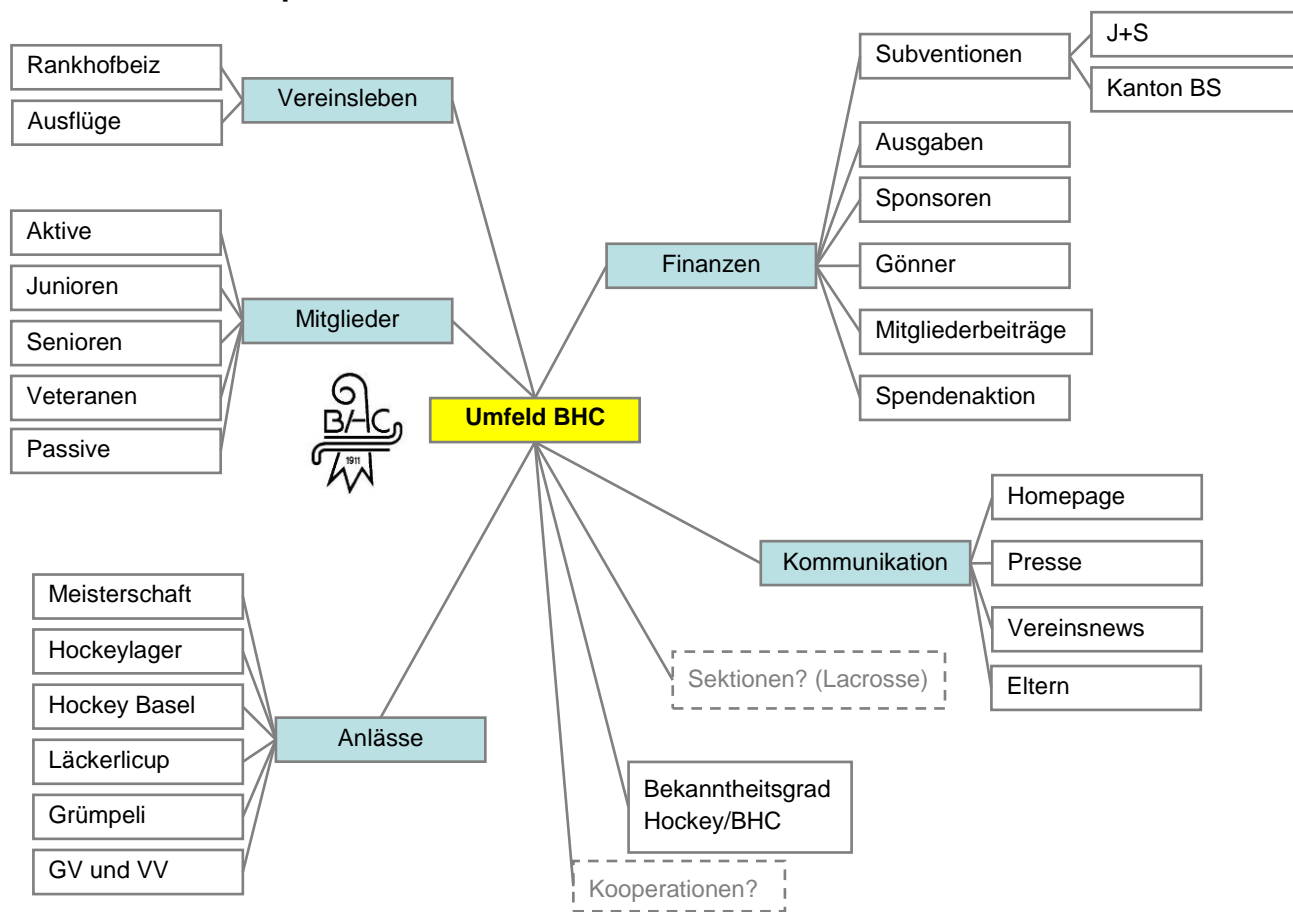 Rankhofbeiz
Ausflüge
Vereinsleben
Aktive
Junioren
Senioren
Veteranen
Passive
Mitglieder
BHC
1911
Umfeld BHC
Finanzen
Subventionen
J+S
Kanton BS
Ausgaben
Sponsoren
Gönner
Mitgliederbeiträge
Spendenaktion
Kommunikation
Homepage
Presse
Vereinsnews
Eltern
Sektionen? (Lacrosse)
Bekanntheitsgrad
Hockey/BHC
Kooperationen?
Anlässe
Meisterschaft
Hockeylager
Hockey Basel
Läckerlicup
Grümpeli
GV und VV